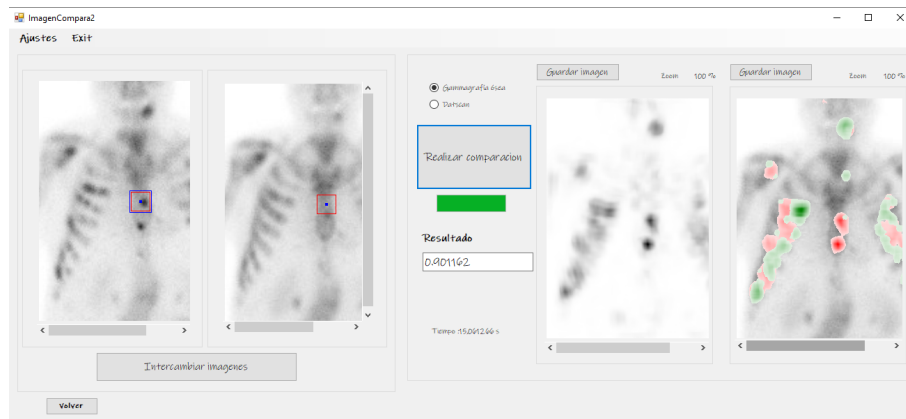 ImagenCompara2
Ajustes Exit
Guardar imagen Zoom 100 %
Guardar imagen Zoom 100 %
Gammagrafía ósea
Datscan
Realizar comparacion
Resultado
0.901162
Tiempo :15,061266 s
Intercambiar imagenes
Volver